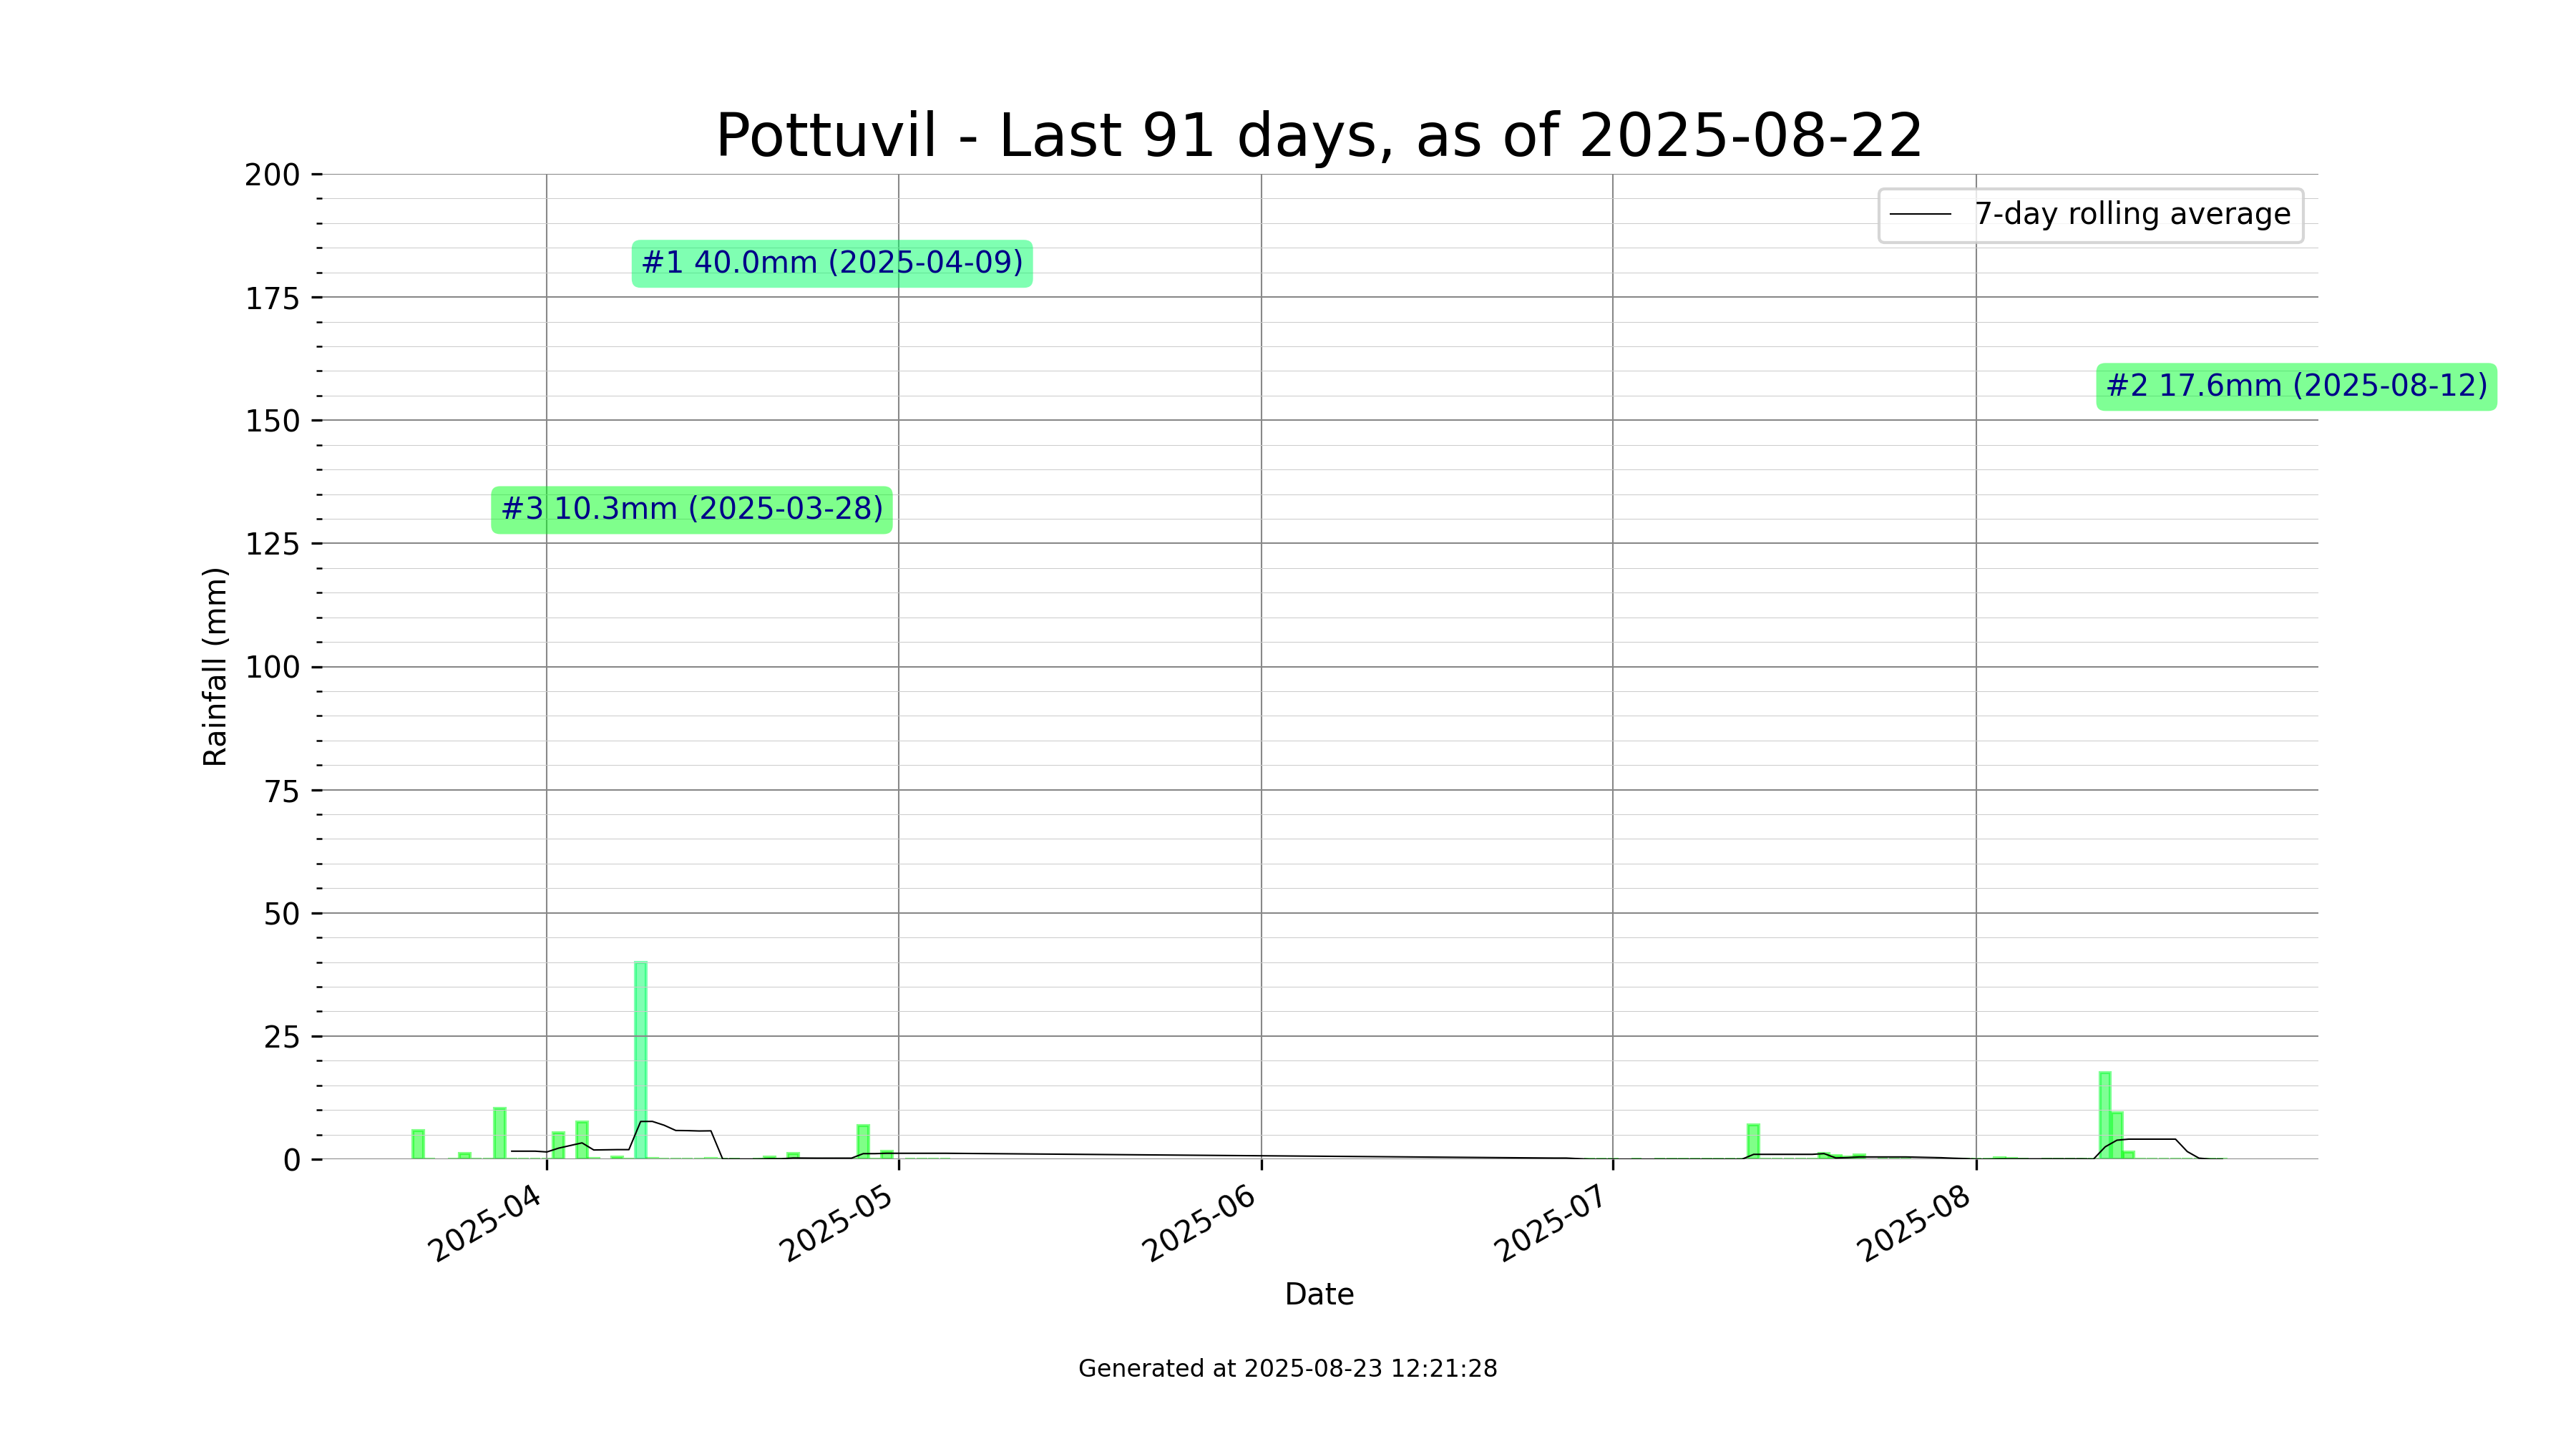 Pottuvil - Last 91 days, as of 2025-08-22
200
175
150
125
100
75
50
25
0
Rainfall (mm)
7-day rolling average
#1 40.0mm (2025-04-09)
#2 17.6mm (2025-08-12)
#3 10.3mm (2025-03-28)
2025-04
2025-05
2025-06
2025-07
2025-08
Date
Generated at 2025-08-23 12:21:28